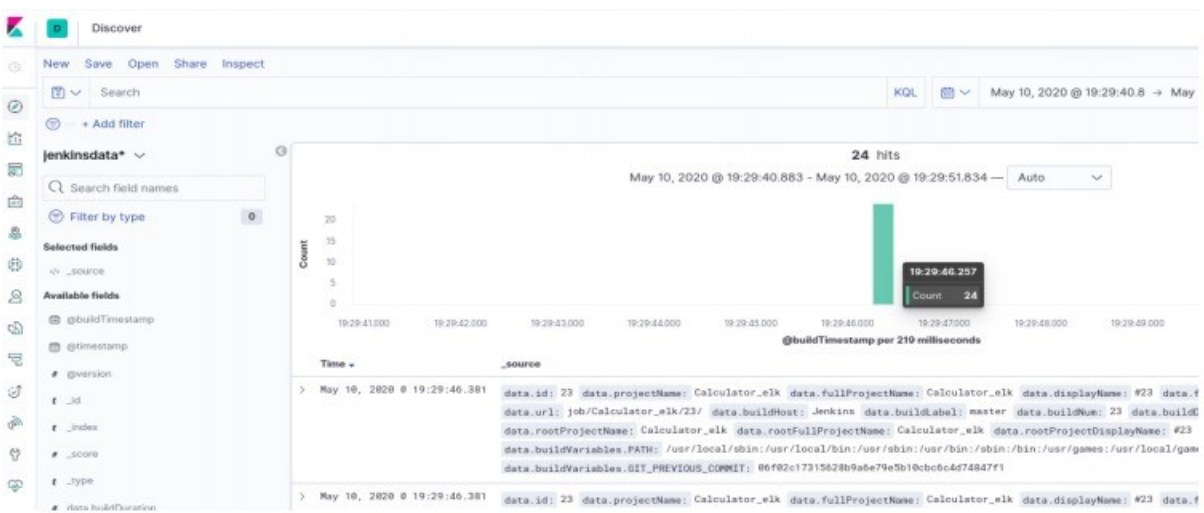 D Discover
New Save Open Share Inspect
Search KQL May 10, 2020 @ 19:29:40.8 → May
+ Add filter
jenkinsdata*
Search field names
Filter by type 0
Selected fields
</> _source
Available fields
@buildTimestamp
@timestamp
# @version
t _id
t _index
# _score
t _type
# data.buildDuration
24 hits
May 10, 2020 @ 19:29:40.883 - May 10, 2020 @ 19:29:51.834 — Auto
Count
20
15
10
5
0
19:29:46.257
Count 24
19:29:41.000 19:29:42.000 19:29:43.000 19:29:44.000 19:29:45.000 19:29:46.000 19:29:47.000 19:29:48.000 19:29:49.000
@buildTimestamp per 219 milliseconds
Time _source
> May 10, 2020 @ 19:29:46.381 data.id: 23 data.projectName: Calculator_elk data.fullProjectName: Calculator_elk data.displayName: #23 data.f
data.url: job/Calculator_elk/23/ data.buildHost: Jenkins data.buildLabel: master data.buildNum: 23 data.buildD
data.rootProjectName: Calculator_elk data.rootFullProjectName: Calculator_elk data.rootProjectDisplayName: #23
data.buildVariables.PATH: /usr/local/sbin:/usr/local/bin:/usr/sbin:/usr/bin:/sbin:/bin:/usr/games:/usr/local/game
data.buildVariables.GIT_PREVIOUS_COMMIT: 06f02c17315628b9a6e79e5b10cbc6c4d74847f1
> May 10, 2020 @ 19:29:46.381 data.id: 23 data.projectName: Calculator_elk data.fullProjectName: Calculator_elk data.displayName: #23 data.f